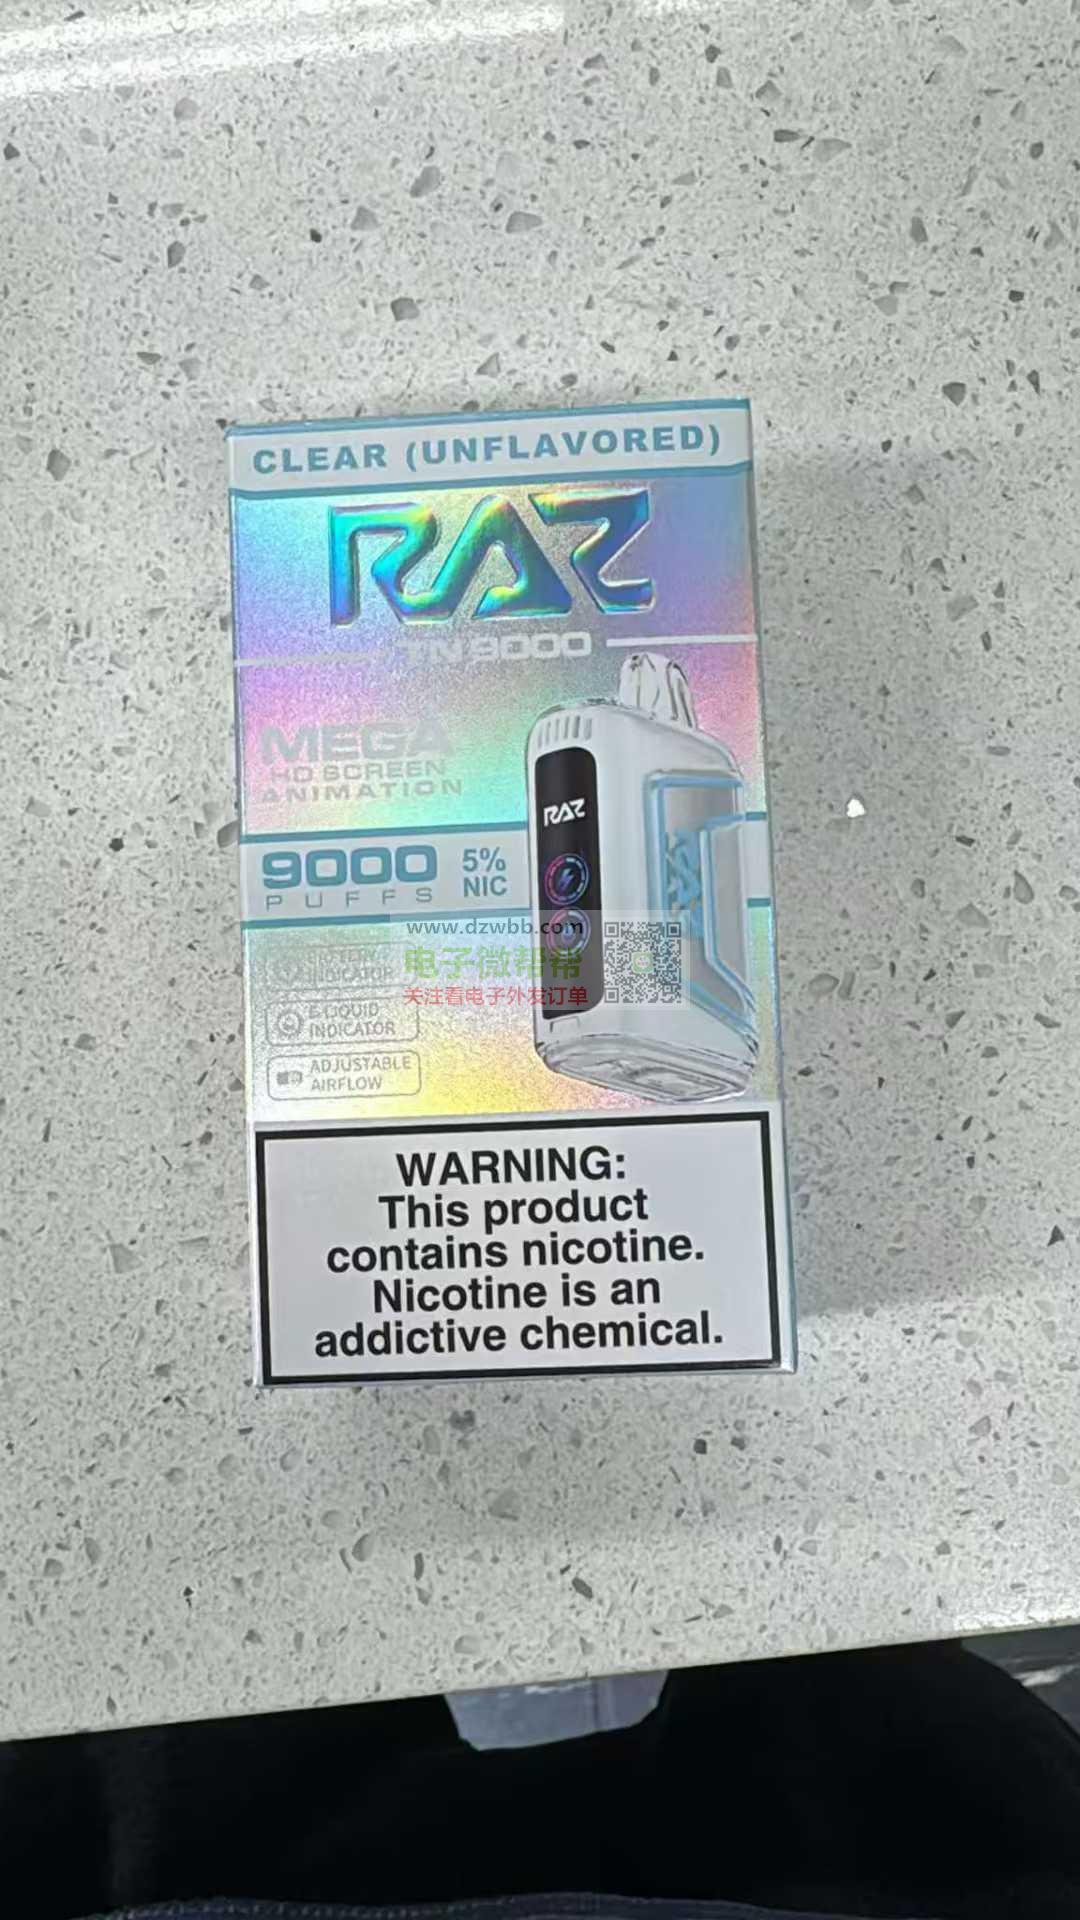 CLEAR (UNFLAVORED)
RAZ
TN9000
MEGA
HD SCREEN
ANIMATION
RAZ
9000
PUFFS
5%
NIC
www.dzwbb.com
电子微帮帮
关注看电子外发订单
INDICATOR
E-LIQUID
INDICATOR
ADJUSTABLE
AIRFLOW
WARNING:
This product
contains nicotine.
Nicotine is an
addictive chemical.